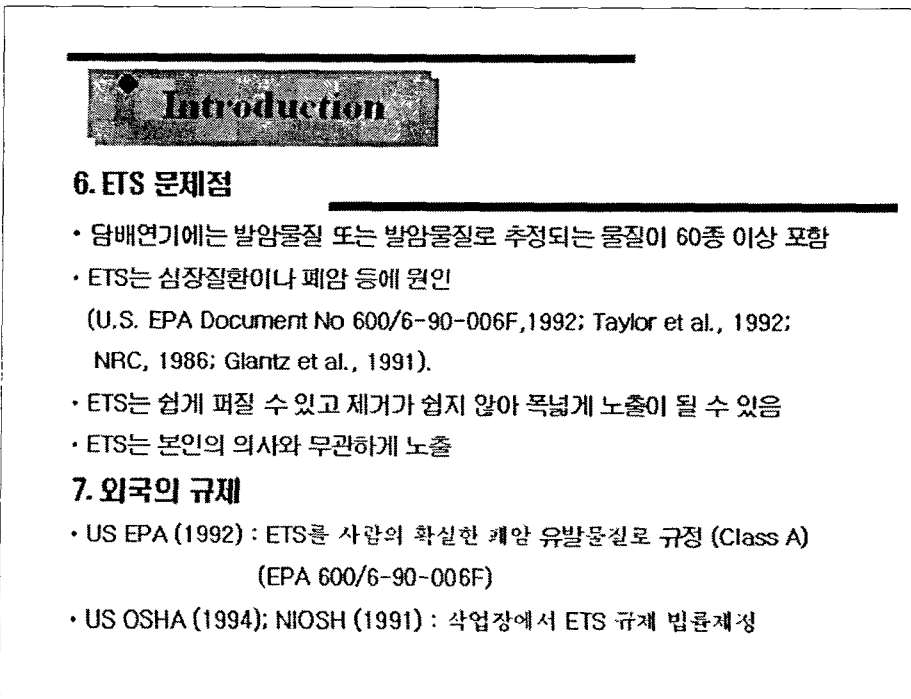 Introduction
6. ETS 문제점
• 담배연기에는 발암물질 또는 발암물질로 추정되는 물질이 60종 이상 포함
• ETS는 심장질환이나 폐암 등에 원인
(U.S. EPA Document No 600/6-90-006F,1992; Taylor et al., 1992;
NRC, 1986; Glantz et al., 1991).
• ETS는 쉽게 퍼질 수 있고 제거가 쉽지 않아 폭넓게 노출이 될 수 있음
• ETS는 본인의 의사와 무관하게 노출
7. 외국의 규제
• US EPA (1992) : ETS를 사람의 확실한 폐암 유발물질로 규정 (Class A)
(EPA 600/6-90-006F)
• US OSHA (1994); NIOSH (1991) : 작업장에서 ETS 규제 법률제정